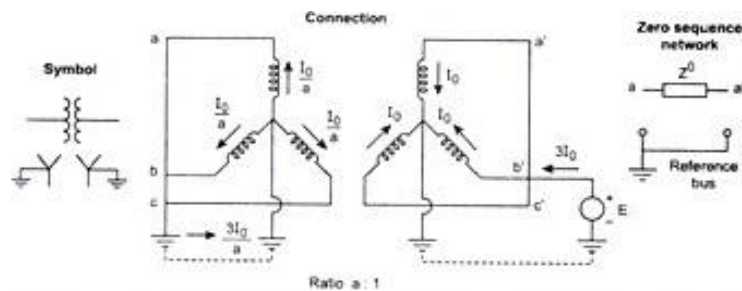 Connection
Symbol
Zero sequence
network
a
a'
I0
a
I0
I0
a
I0
a
I0
I0
Z0
a
a
b
c
b'
c'
3I0
E
+
−
3I0
a
Reference
bus
Ratio a : 1